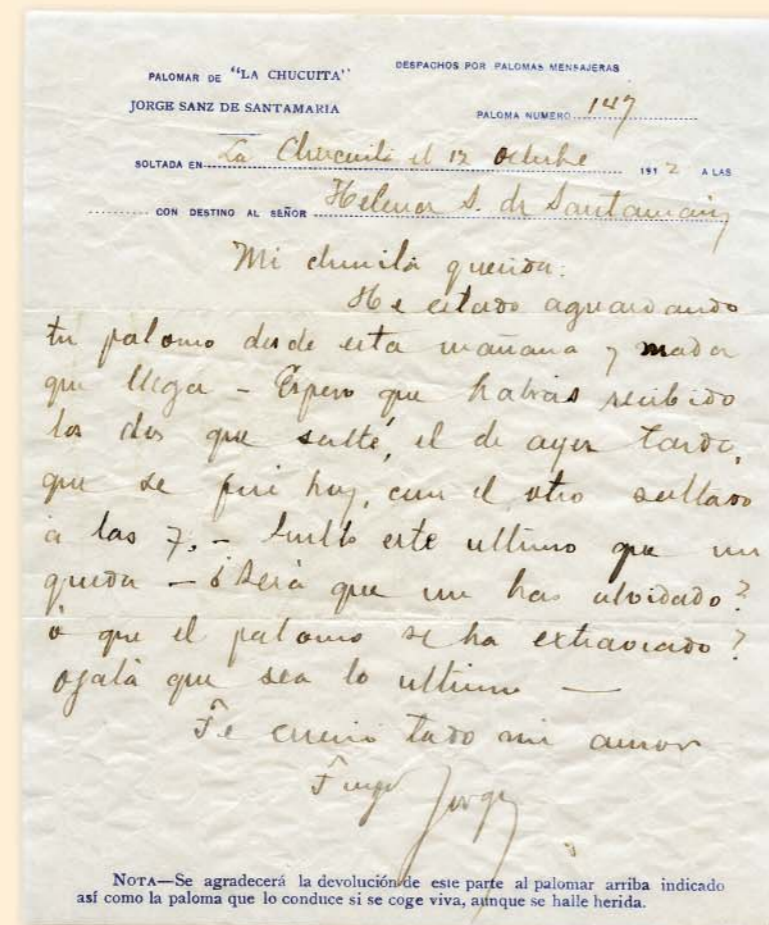 PALOMAR DE "LA CHUCUITA"
DESPACHOS POR PALOMAS MENSAJERAS
JORGE SANZ DE SANTAMARIA
PALOMA NUMERO 147
SOLTADA EN La Chucuita el 12 octubre 1912 A LAS
CON DESTINO AL SEÑOR Helena S. de Santamaría
Mi chinita querida:
He estado aguardando
tu palomo desde esta mañana y nada
que llega - Espero que habrás recibido
los dos que solté, el de ayer tarde,
que se fué hoy, con el otro soltado
a las 7. - Suelto este ultimo que me
queda - ó Será que me has olvidado?
ó que el palomo se ha extraviado?
ojalá que sea lo ultimo -
Te envio todo mi amor
Jorge
NOTA—Se agradecerá la devolución de este parte al palomar arriba indicado
así como la paloma que lo conduce si se coge viva, aunque se halle herida.